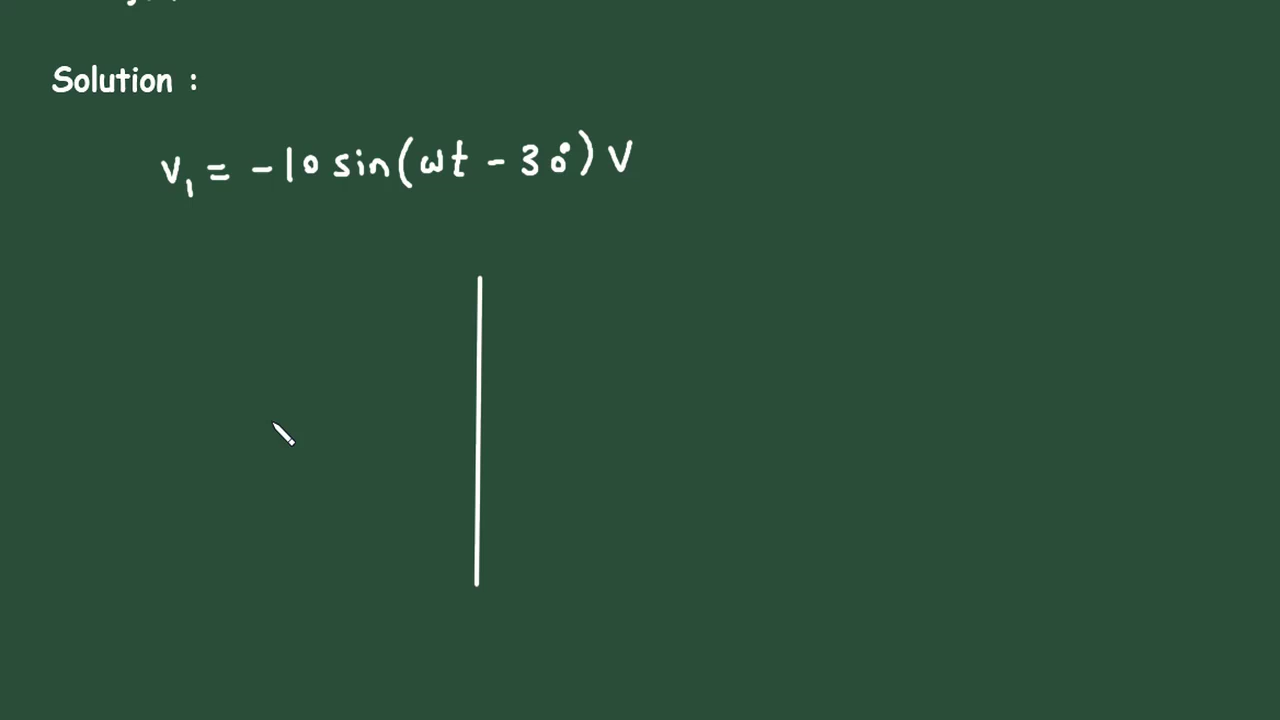 Solution :
v₁ = -10 sin(ωt - 30°) V